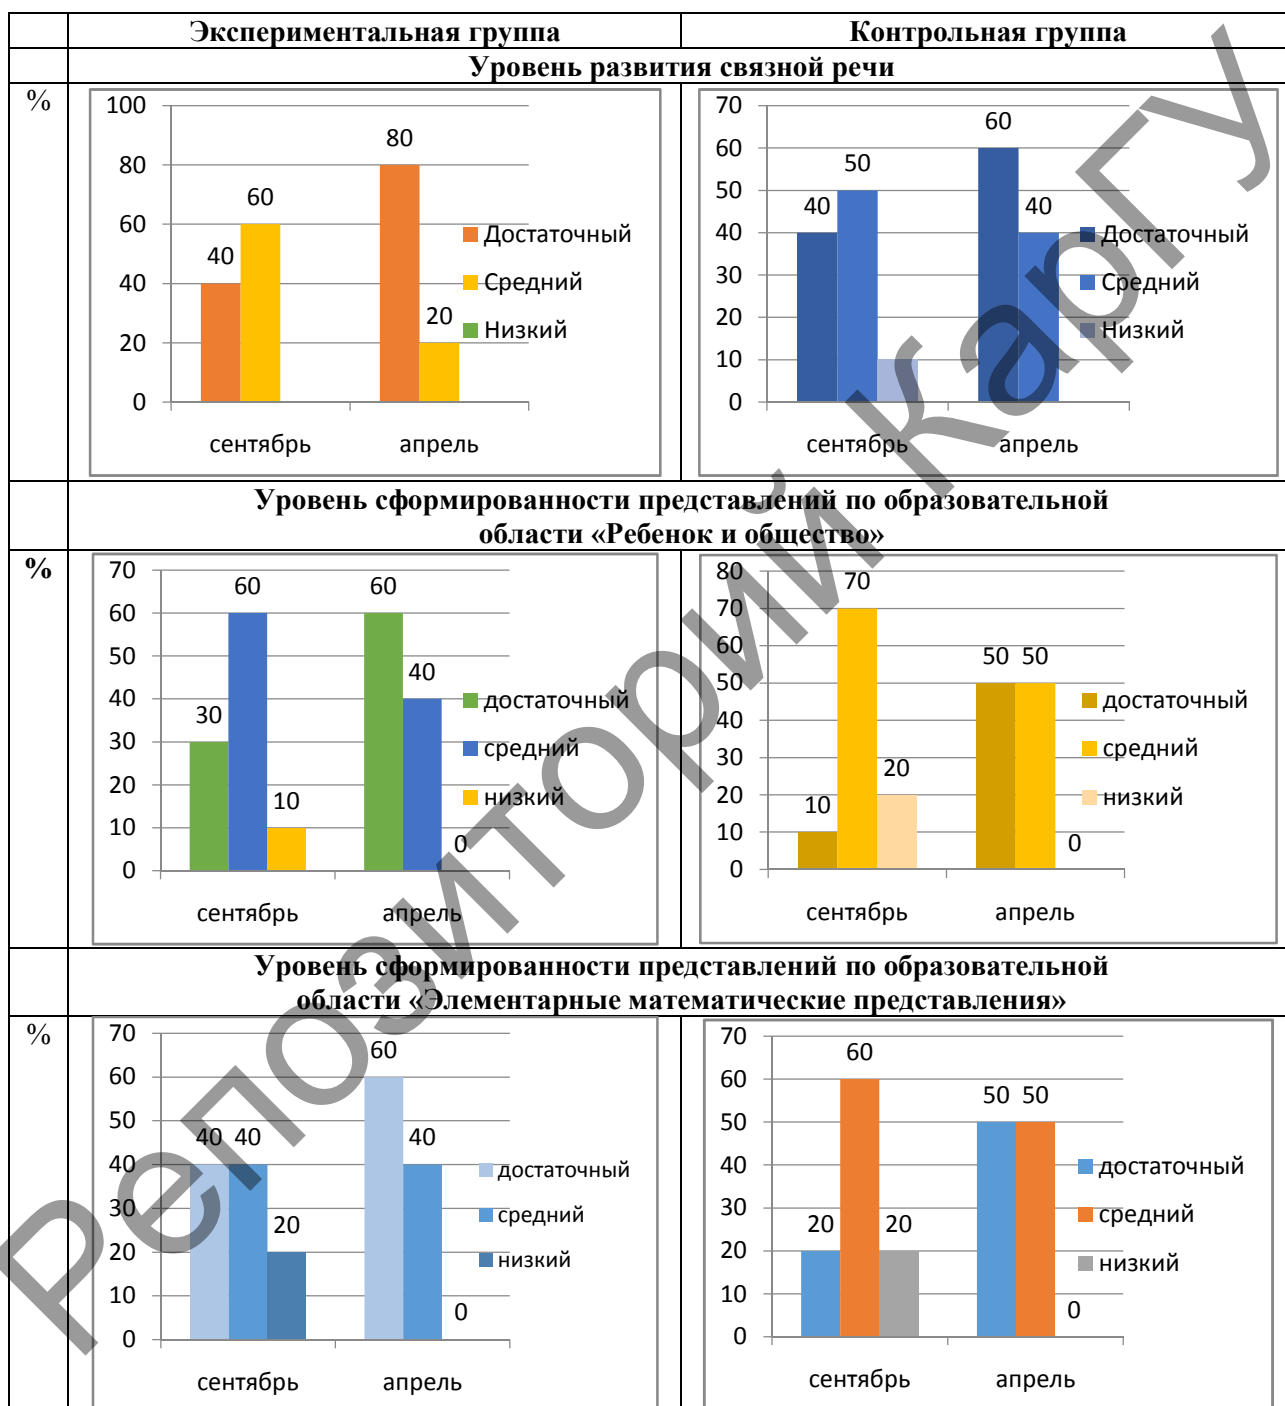 Экспериментальная группа Контрольная группа
Уровень развития связной речи
%
100
80
60
40
20
0
40
60
80
20
Достаточный
Средний
Низкий
сентябрь апрель
70
60
50
40
30
20
10
0
40
50
60
40
Достаточный
Средний
Низкий
сентябрь апрель
Уровень сформированности представлений по образовательной
области «Ребенок и общество»
%
70
60
50
40
30
20
10
0
30
60
10
60
40
0
достаточный
средний
низкий
сентябрь апрель
80
70
60
50
40
30
20
10
0
10
70
20
50 50
0
достаточный
средний
низкий
сентябрь апрель
Уровень сформированности представлений по образовательной
области «Элементарные математические представления»
%
70
60
50
40
30
20
10
0
40 40
20
60
40
0
достаточный
средний
низкий
сентябрь апрель
70
60
50
40
30
20
10
0
20
60
20
50 50
0
достаточный
средний
низкий
сентябрь апрель
Репозиторий КарГУ